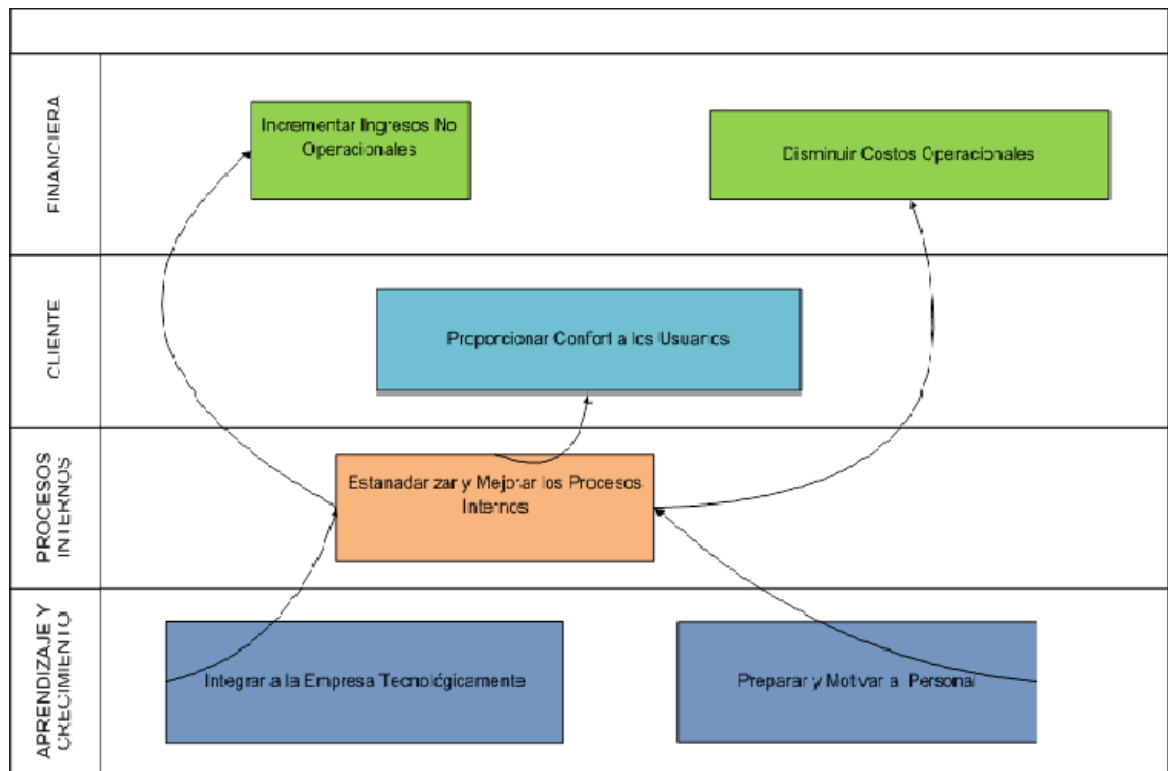 FINANCIERA
Incrementar Ingresos No
Operacionales
Disminuir Costos Operacionales
CLIENTE
Proporcionar Confort a los Usuarios
PROCESOS
INTERNOS
Estanadarizar y Mejorar los Procesos
Internos
APRENDIZAJE Y
CRECIMIENTO
Integrar a la Empresa Tecnológicamente
Preparar y Motivar al Personal